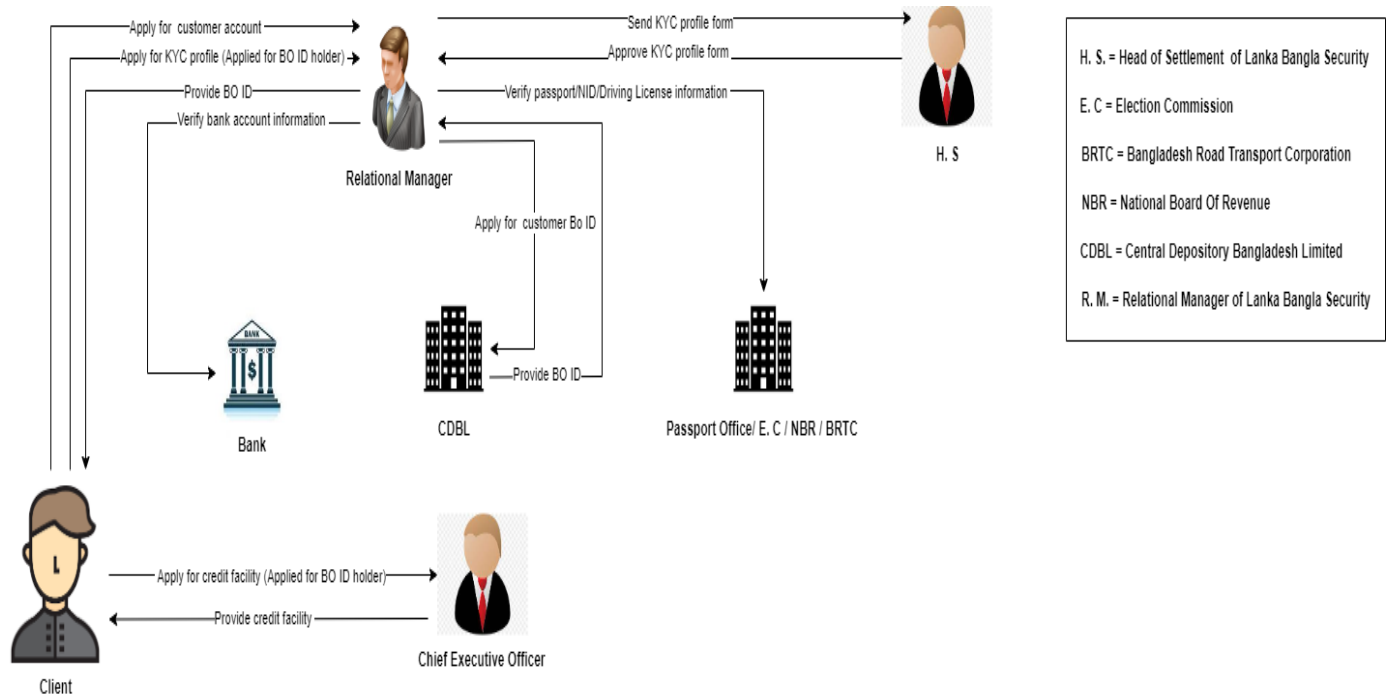 Apply for customer account
Apply for KYC profile (Applied for BO ID holder)
Provide BO ID
Verify bank account information
Relational Manager
Send KYC profile form
Approve KYC profile form
Verify passport/NID/Driving License information
H. S
Apply for customer Bo ID
Provide BO ID
BANK
$
Bank
CDBL
Passport Office/ E. C / NBR / BRTC
L
Client
Apply for credit facility (Applied for BO ID holder)
Provide credit facility
Chief Executive Officer
H. S. = Head of Settlement of Lanka Bangla Security
E. C = Election Commission
BRTC = Bangladesh Road Transport Corporation
NBR = National Board Of Revenue
CDBL = Central Depository Bangladesh Limited
R. M. = Relational Manager of Lanka Bangla Security